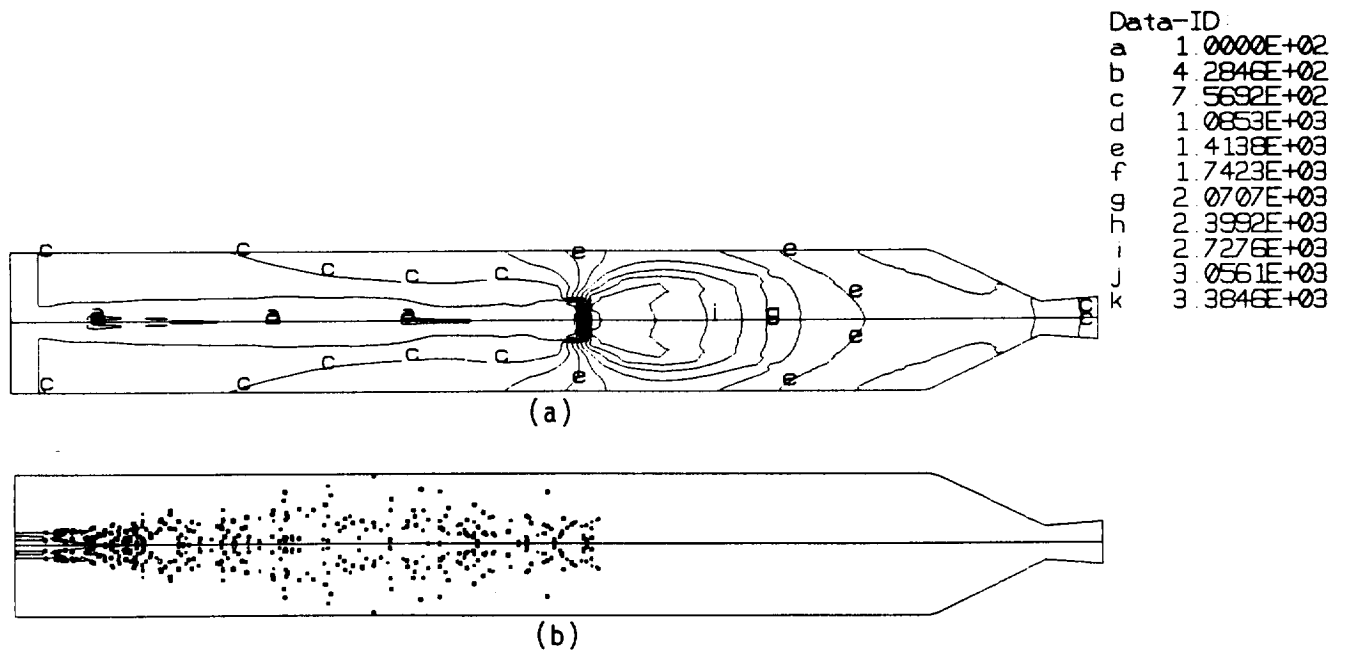 Data-ID
a 1.0000E+02
b 4.2846E+02
c 7.5692E+02
d 1.0853E+03
e 1.4138E+03
f 1.7423E+03
g 2.0707E+03
h 2.3992E+03
i 2.7276E+03
j 3.0561E+03
k 3.3846E+03
c c e e
c c c
e
c
a a a i g
c
e
c c c
c c e e
(a)
(b)